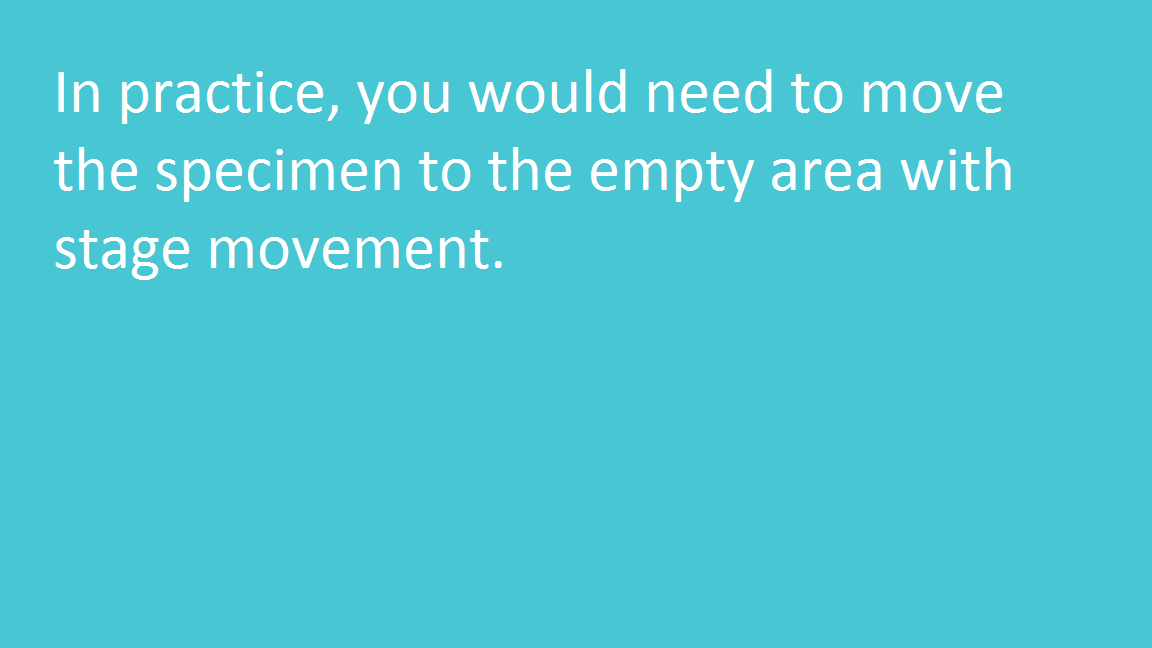 In practice, you would need to move
the specimen to the empty area with
stage movement.